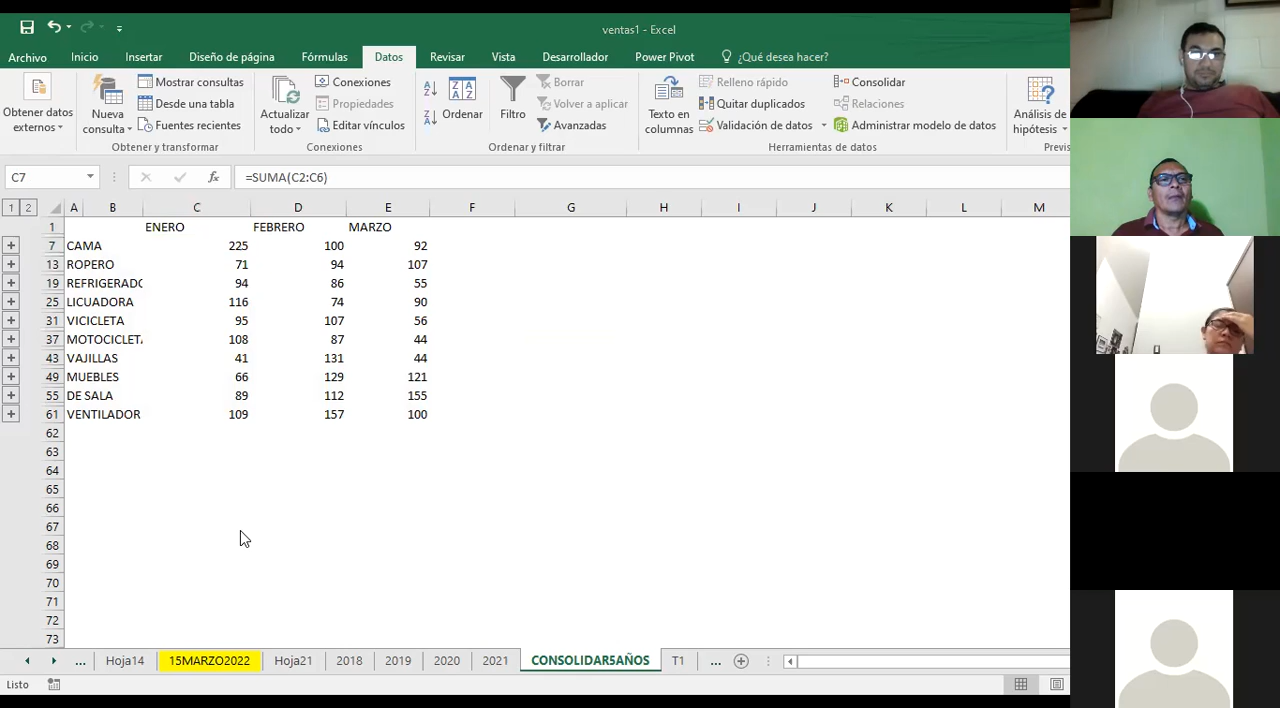 ventas1 - Excel
Archivo Inicio Insertar Diseño de página Fórmulas Datos Revisar Vista Desarrollador Power Pivot ¿Qué desea hacer?
Obtener datos externos
Nueva consulta
Mostrar consultas
Desde una tabla
Fuentes recientes
Obtener y transformar
Actualizar todo
Conexiones
Propiedades
Editar vínculos
Conexiones
Ordenar
Filtro
Borrar
Volver a aplicar
Avanzadas
Ordenar y filtrar
Texto en columnas
Relleno rápido
Quitar duplicados
Validación de datos
Consolidar
Relaciones
Administrar modelo de datos
Herramientas de datos
Análisis de hipótesis
Previs
C7 fx =SUMA(C2:C6)
1 2 A B C D E F G H I J K L M
1 ENERO FEBRERO MARZO
7 CAMA 225 100 92
13 ROPERO 71 94 107
19 REFRIGERADO 94 86 55
25 LICUADORA 116 74 90
31 VICICLETA 95 107 56
37 MOTOCICLETA 108 87 44
43 VAJILLAS 41 131 44
49 MUEBLES 66 129 121
55 DE SALA 89 112 155
61 VENTILADOR 109 157 100
62
63
64
65
66
67
68
69
70
71
72
73
... Hoja14 15MARZO2022 Hoja21 2018 2019 2020 2021 CONSOLIDAR5AÑOS T1 ...
Listo